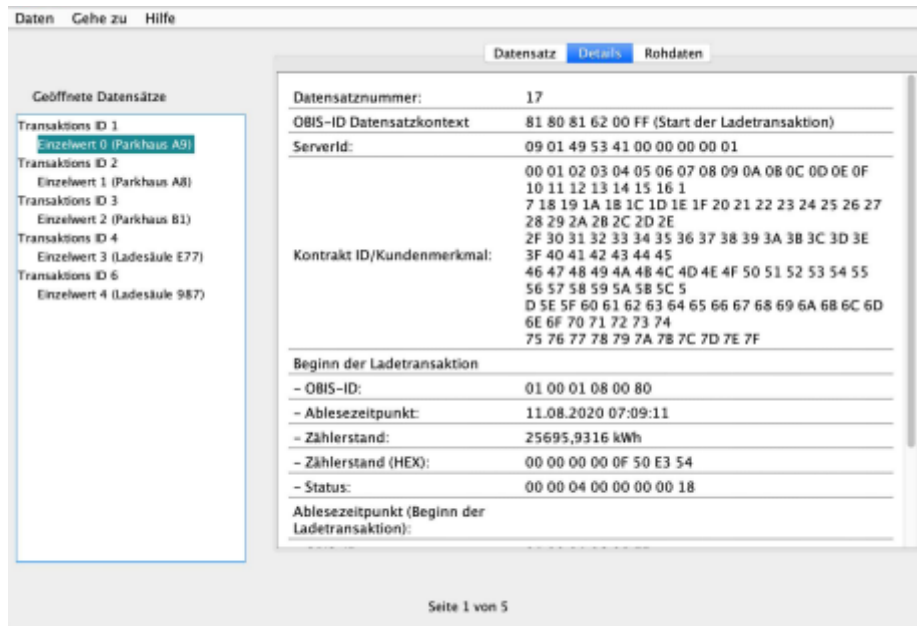 Daten Gehe zu Hilfe
Datensatz Details Rohdaten
Geöffnete Datensätze
Transaktions ID 1
Einzelwert 0 (Parkhaus A9)
Transaktions ID 2
Einzelwert 1 (Parkhaus A8)
Transaktions ID 3
Einzelwert 2 (Parkhaus B1)
Transaktions ID 4
Einzelwert 3 (Ladesäule E77)
Transaktions ID 6
Einzelwert 4 (Ladesäule 987)
Datensatznummer: 17
OBIS-ID Datensatzkontext 81 80 81 62 00 FF (Start der Ladetransaktion)
ServerId: 09 01 49 53 41 00 00 00 00 01
Kontrakt ID/Kundenmerkmal:
00 01 02 03 04 05 06 07 08 09 0A 0B 0C 0D 0E 0F
10 11 12 13 14 15 16 1
7 18 19 1A 1B 1C 1D 1E 1F 20 21 22 23 24 25 26 27
28 29 2A 2B 2C 2D 2E
2F 30 31 32 33 34 35 36 37 38 39 3A 3B 3C 3D 3E
3F 40 41 42 43 44 45
46 47 48 49 4A 4B 4C 4D 4E 4F 50 51 52 53 54 55
56 57 58 59 5A 5B 5C 5
D 5E 5F 60 61 62 63 64 65 66 67 68 69 6A 6B 6C 6D
6E 6F 70 71 72 73 74
75 76 77 78 79 7A 7B 7C 7D 7E 7F
Beginn der Ladetransaktion
- OBIS-ID: 01 00 01 08 00 80
- Ablesezeitpunkt: 11.08.2020 07:09:11
- Zählerstand: 25695,9316 kWh
- Zählerstand (HEX): 00 00 00 00 0F 50 E3 54
- Status: 00 00 04 00 00 00 00 18
Ablesezeitpunkt (Beginn der
Ladetransaktion):
Seite 1 von 5